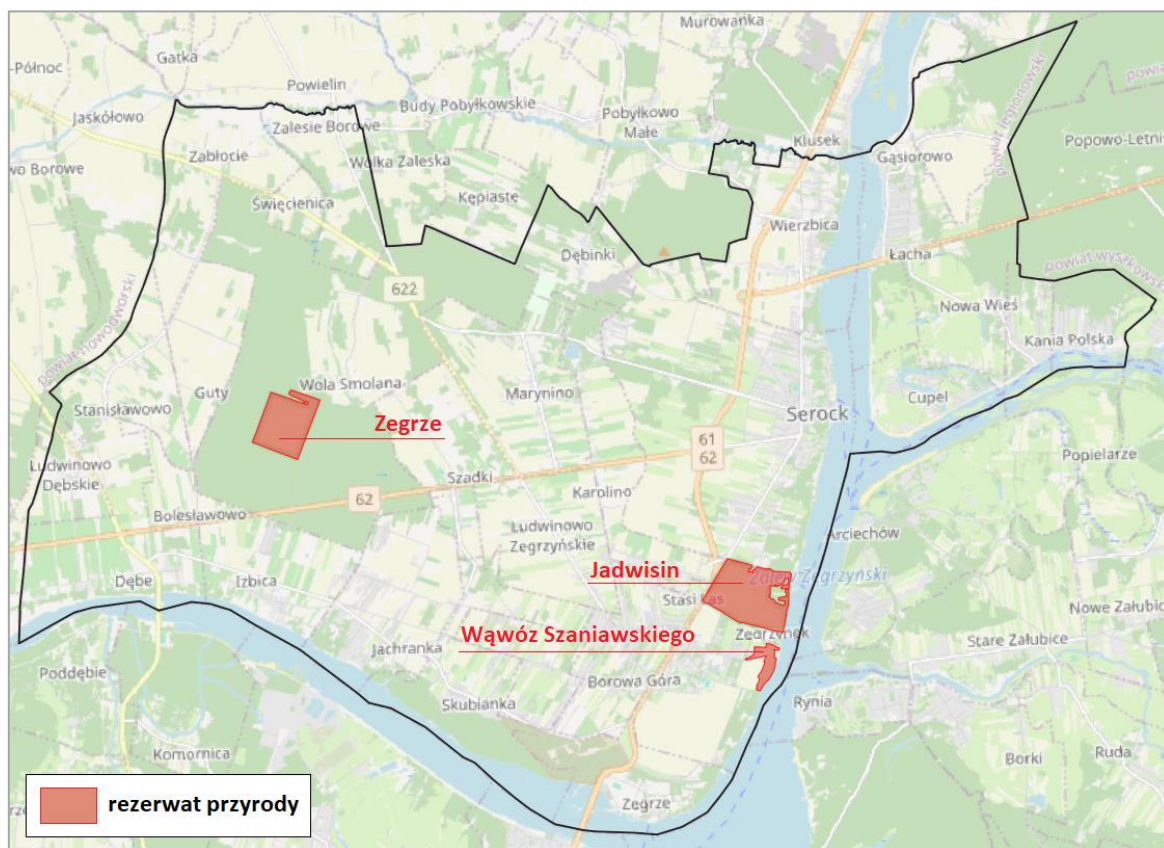 Murowanka
Gatka
-Północ
Powielin
Jaskółowo
Budy Pobyłkowskie
Pobyłkowo
Małe
Zalesie Borowe
Klusek
powiat legionowski
Popowo-Letni
Zabłocie
Wólka Zaleska
Gąsiorowo
wo Borowe
Kępiaste
Święcienica
Wierzbica
Dębinki
Łacha
powiat wyszkowsk
622
powiat nowodworski
Nowa Wieś
Kania Polska
Guty
Wola Smolana
Marynino
Cupel
Stanisławowo
Zegrze
Serock
61
62
Ludwinowo
Dębskie
Szadki
Popielarze
62
Karolino
Bolesławowo
Ludwinowo
Zegrzyńskie
Arciechów
Dębe
Izbica
Jadwisin
Zalew Zegrzyński
Stasi Las
Nowe Załubic
Wąwóz Szaniawskiego
Zegrzynek
Stare Załubice
Jachranka
Poddębie
Borowa Góra
Skubianka
Rynia
Komornica
Borki
Ruda
Zegrze
rezerwat przyrody